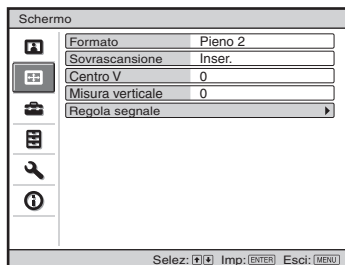 Schermo
Formato Pieno 2
Sovrascansione Inser.
Centro V 0
Misura verticale 0
Regola segnale
Selez: Imp: ENTER Esci: MENU